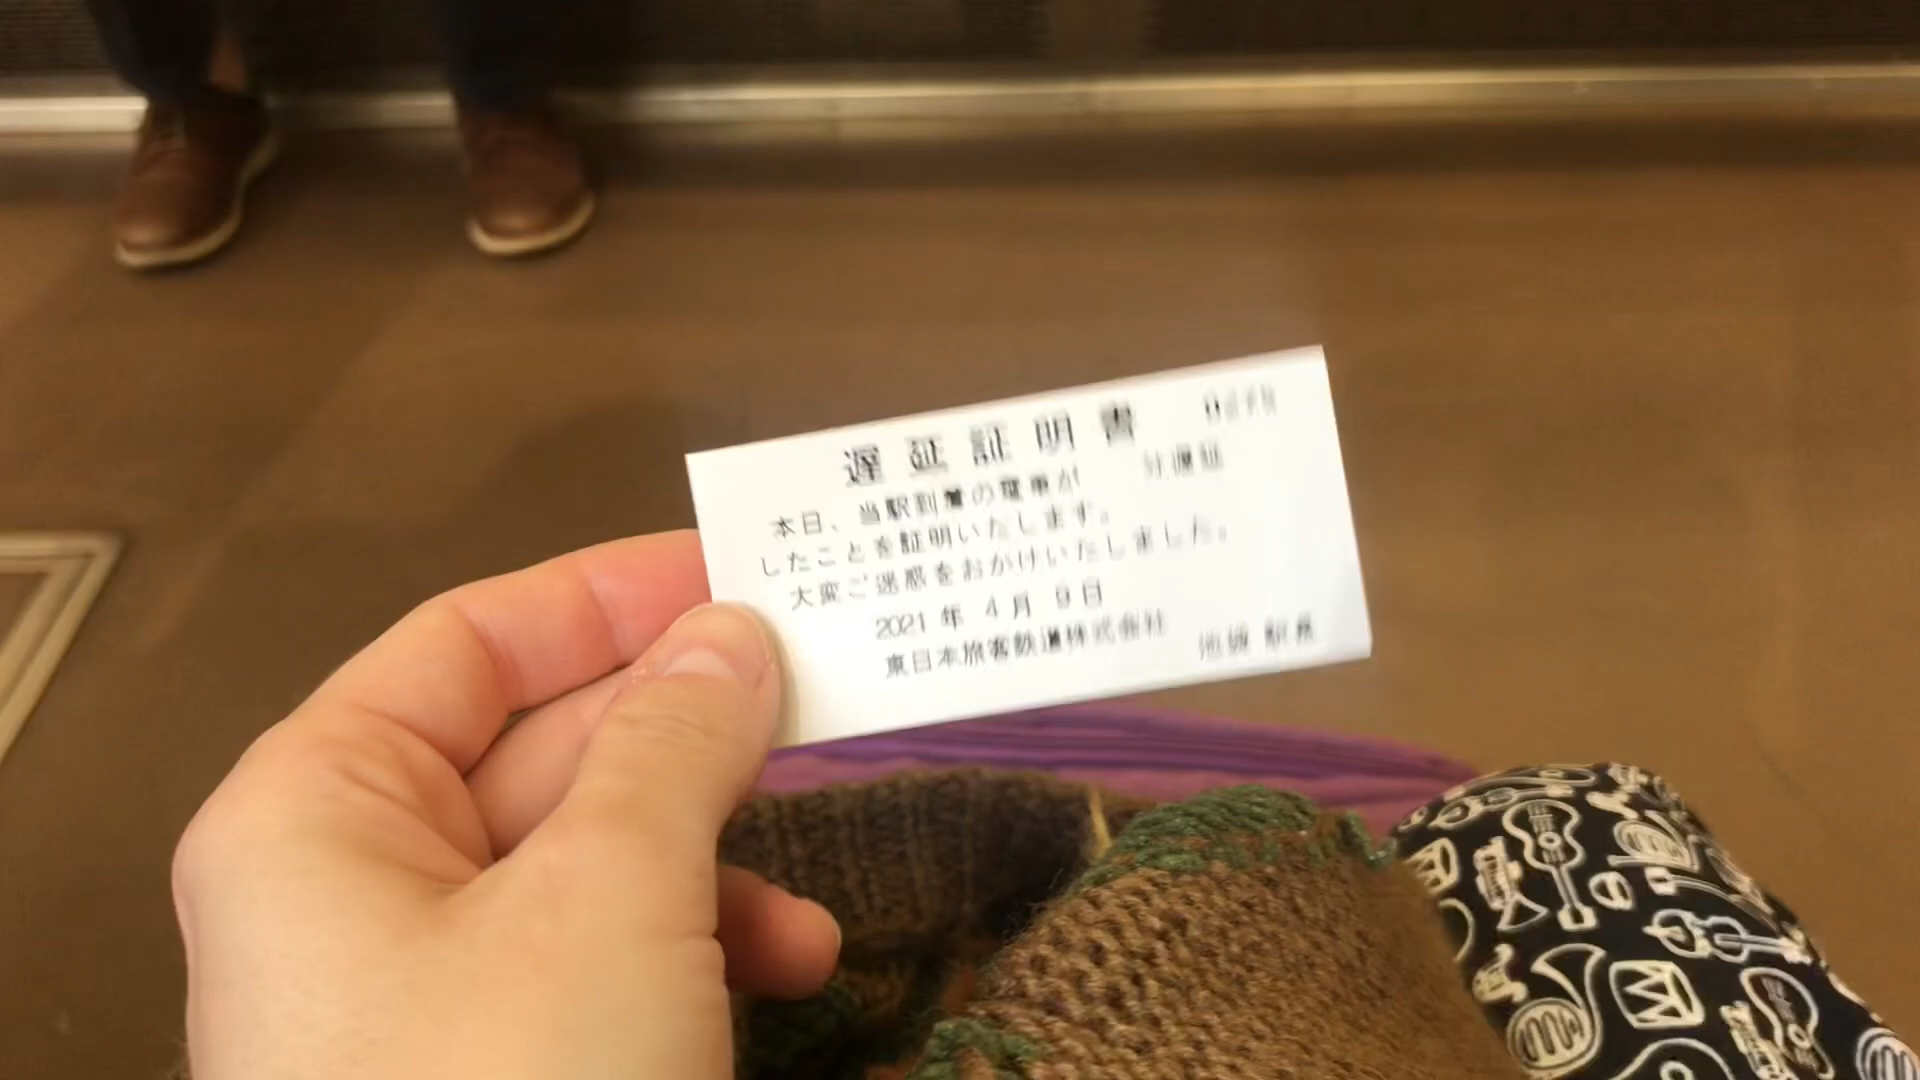 遅延証明書
本日、当駅到着の電車が 分遅延
したことを証明いたします。
大変ご迷惑をおかけいたしました。
2021 年 4 月 9 日
東日本旅客鉄道株式会社 池袋 駅長